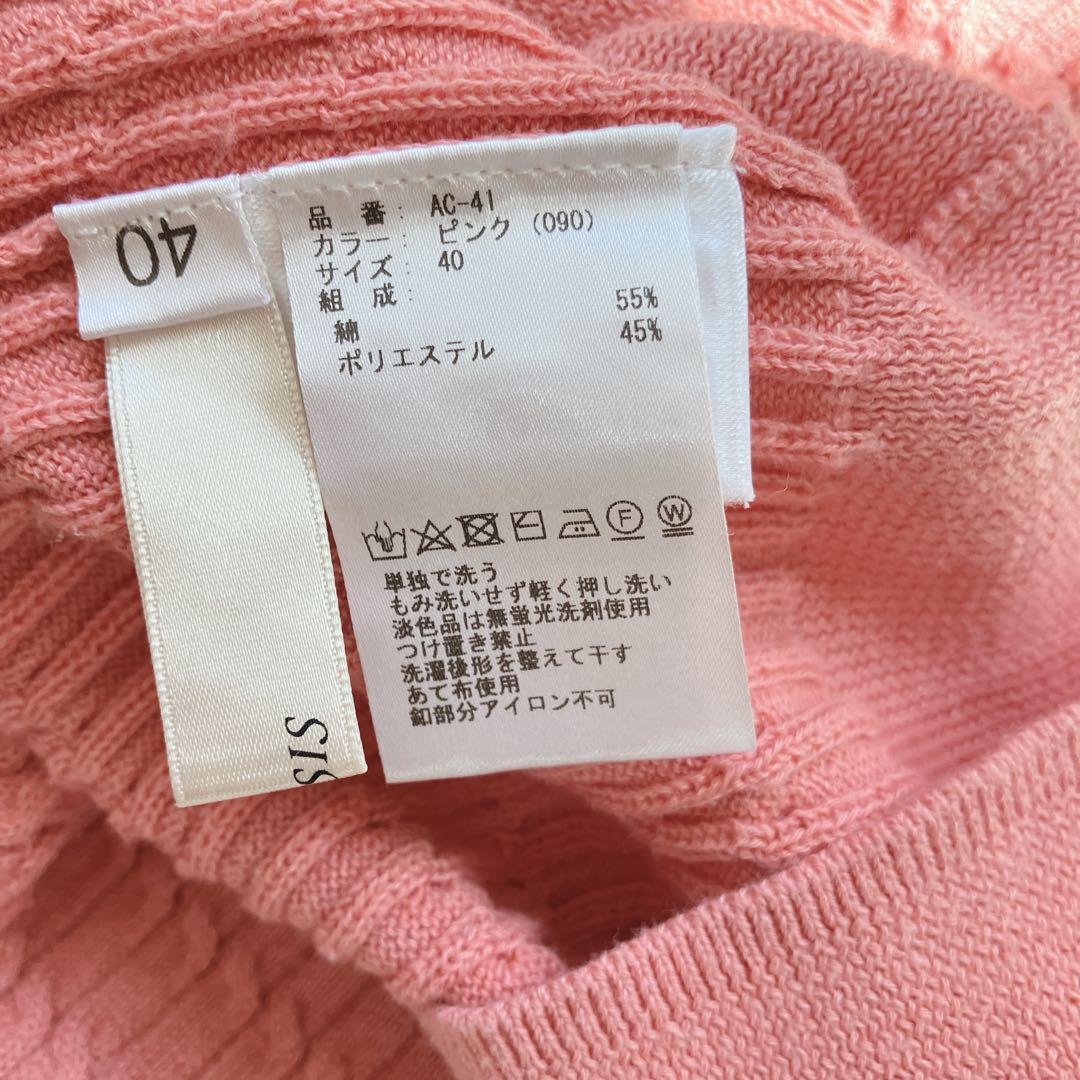 40
品 番: AC-41
カラー: ピンク (090)
サイズ: 40
組 成:
綿 55%
ポリエステル 45%
F W
単独で洗う
もみ洗いせず軽く押し洗い
淡色品は無蛍光洗剤使用
つけ置き禁止
洗濯後形を整えて干す
あて布使用
釦部分アイロン不可
SIS